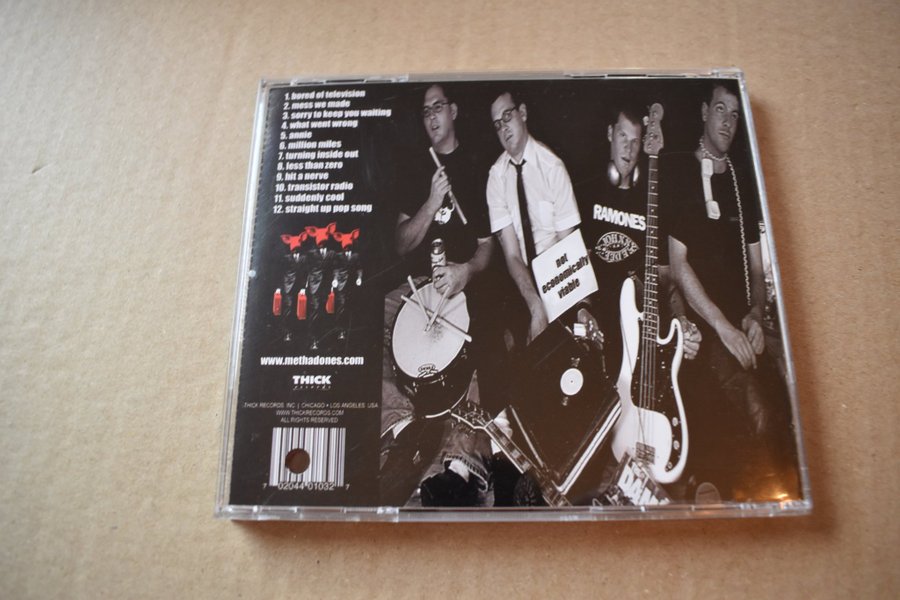 1. bored of television
2. mess we made
3. sorry to keep you waiting
4. what went wrong
5. annie
6. million miles
7. turning inside out
8. less than zero
9. hit a nerve
10. transistor radio
11. suddenly cool
12. straight up pop song
www.methadones.com
THICK
records
THICK RECORDS INC | CHICAGO • LOS ANGELES USA
WWW.THICKRECORDS.COM
ALL RIGHTS RESERVED
7 02044 01032 7
not
economically
viable
RAMONES